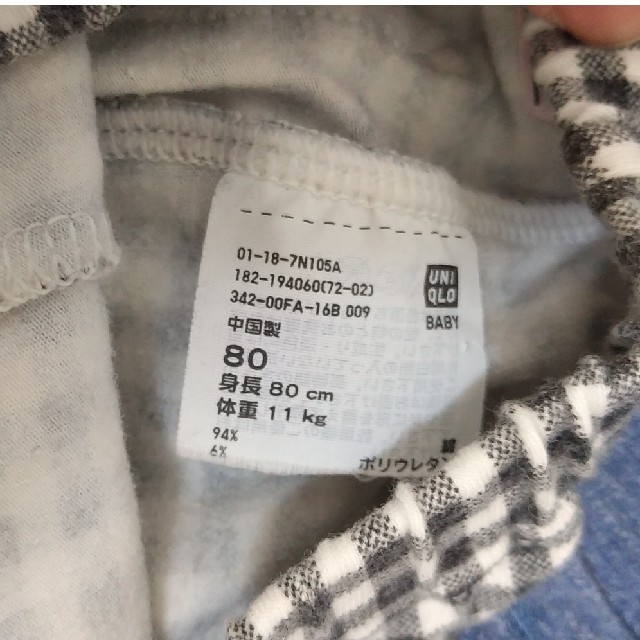 01-18-7N105A
182-194060(72-02)
342-00FA-16B 009
UNI
QLO
BABY
中国製
80
身長 80 cm
体重 11 kg
94% 綿
6% ポリウレタン